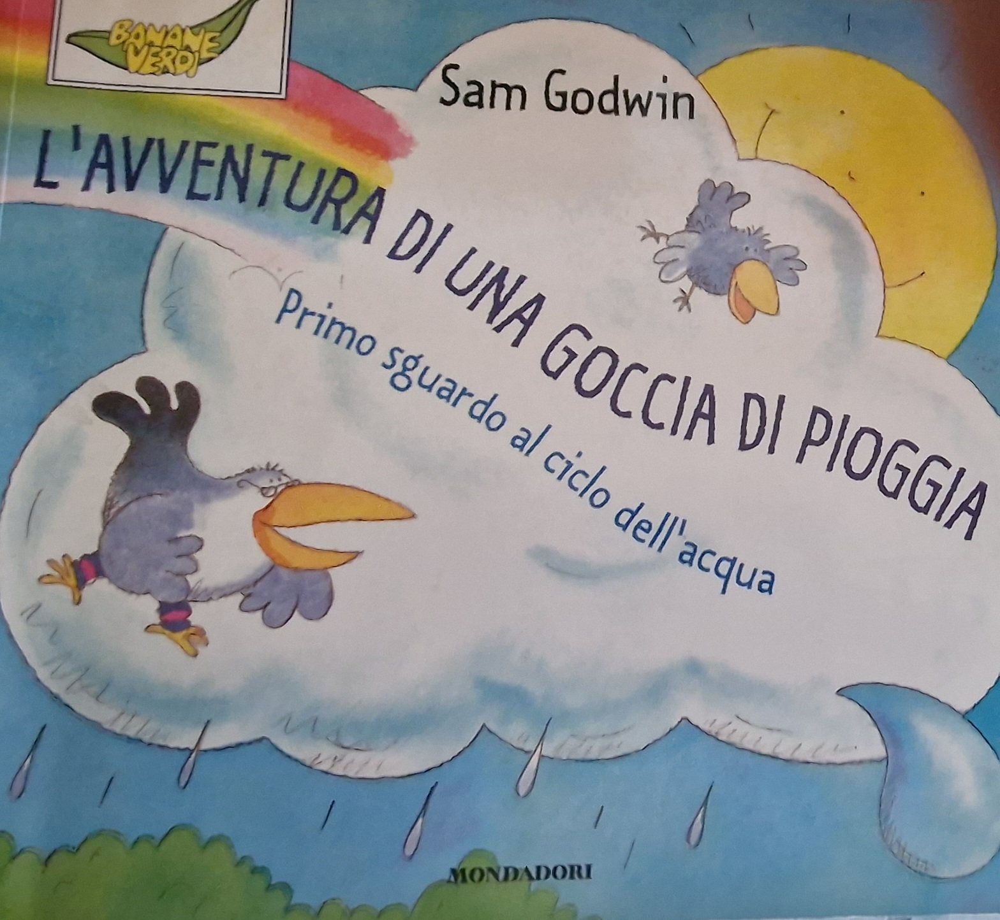 BANANE
VERDI
Sam Godwin
L'AVVENTURA DI UNA GOCCIA DI PIOGGIA
Primo sguardo al ciclo dell'acqua
MONDADORI